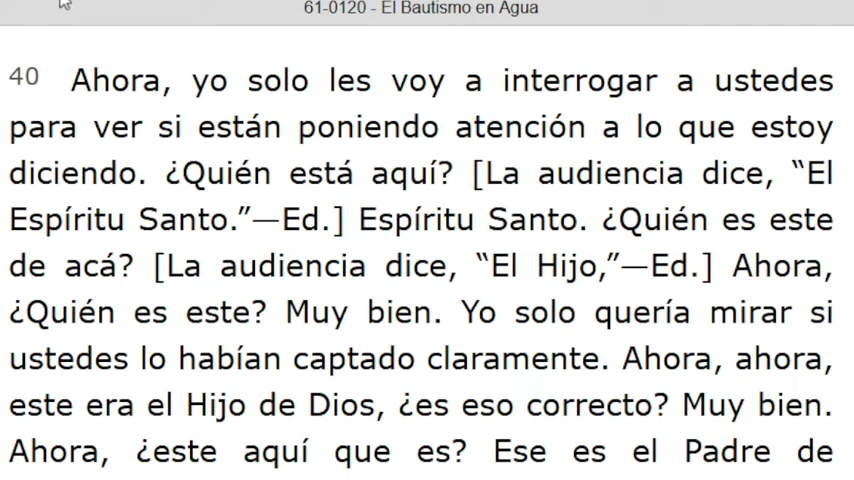 61-0120 - El Bautismo en Agua
40 Ahora, yo solo les voy a interrogar a ustedes
para ver si están poniendo atención a lo que estoy
diciendo. ¿Quién está aquí? [La audiencia dice, “El
Espíritu Santo.”—Ed.] Espíritu Santo. ¿Quién es este
de acá? [La audiencia dice, “El Hijo,”—Ed.] Ahora,
¿Quién es este? Muy bien. Yo solo quería mirar si
ustedes lo habían captado claramente. Ahora, ahora,
este era el Hijo de Dios, ¿es eso correcto? Muy bien.
Ahora, ¿este aquí que es? Ese es el Padre de